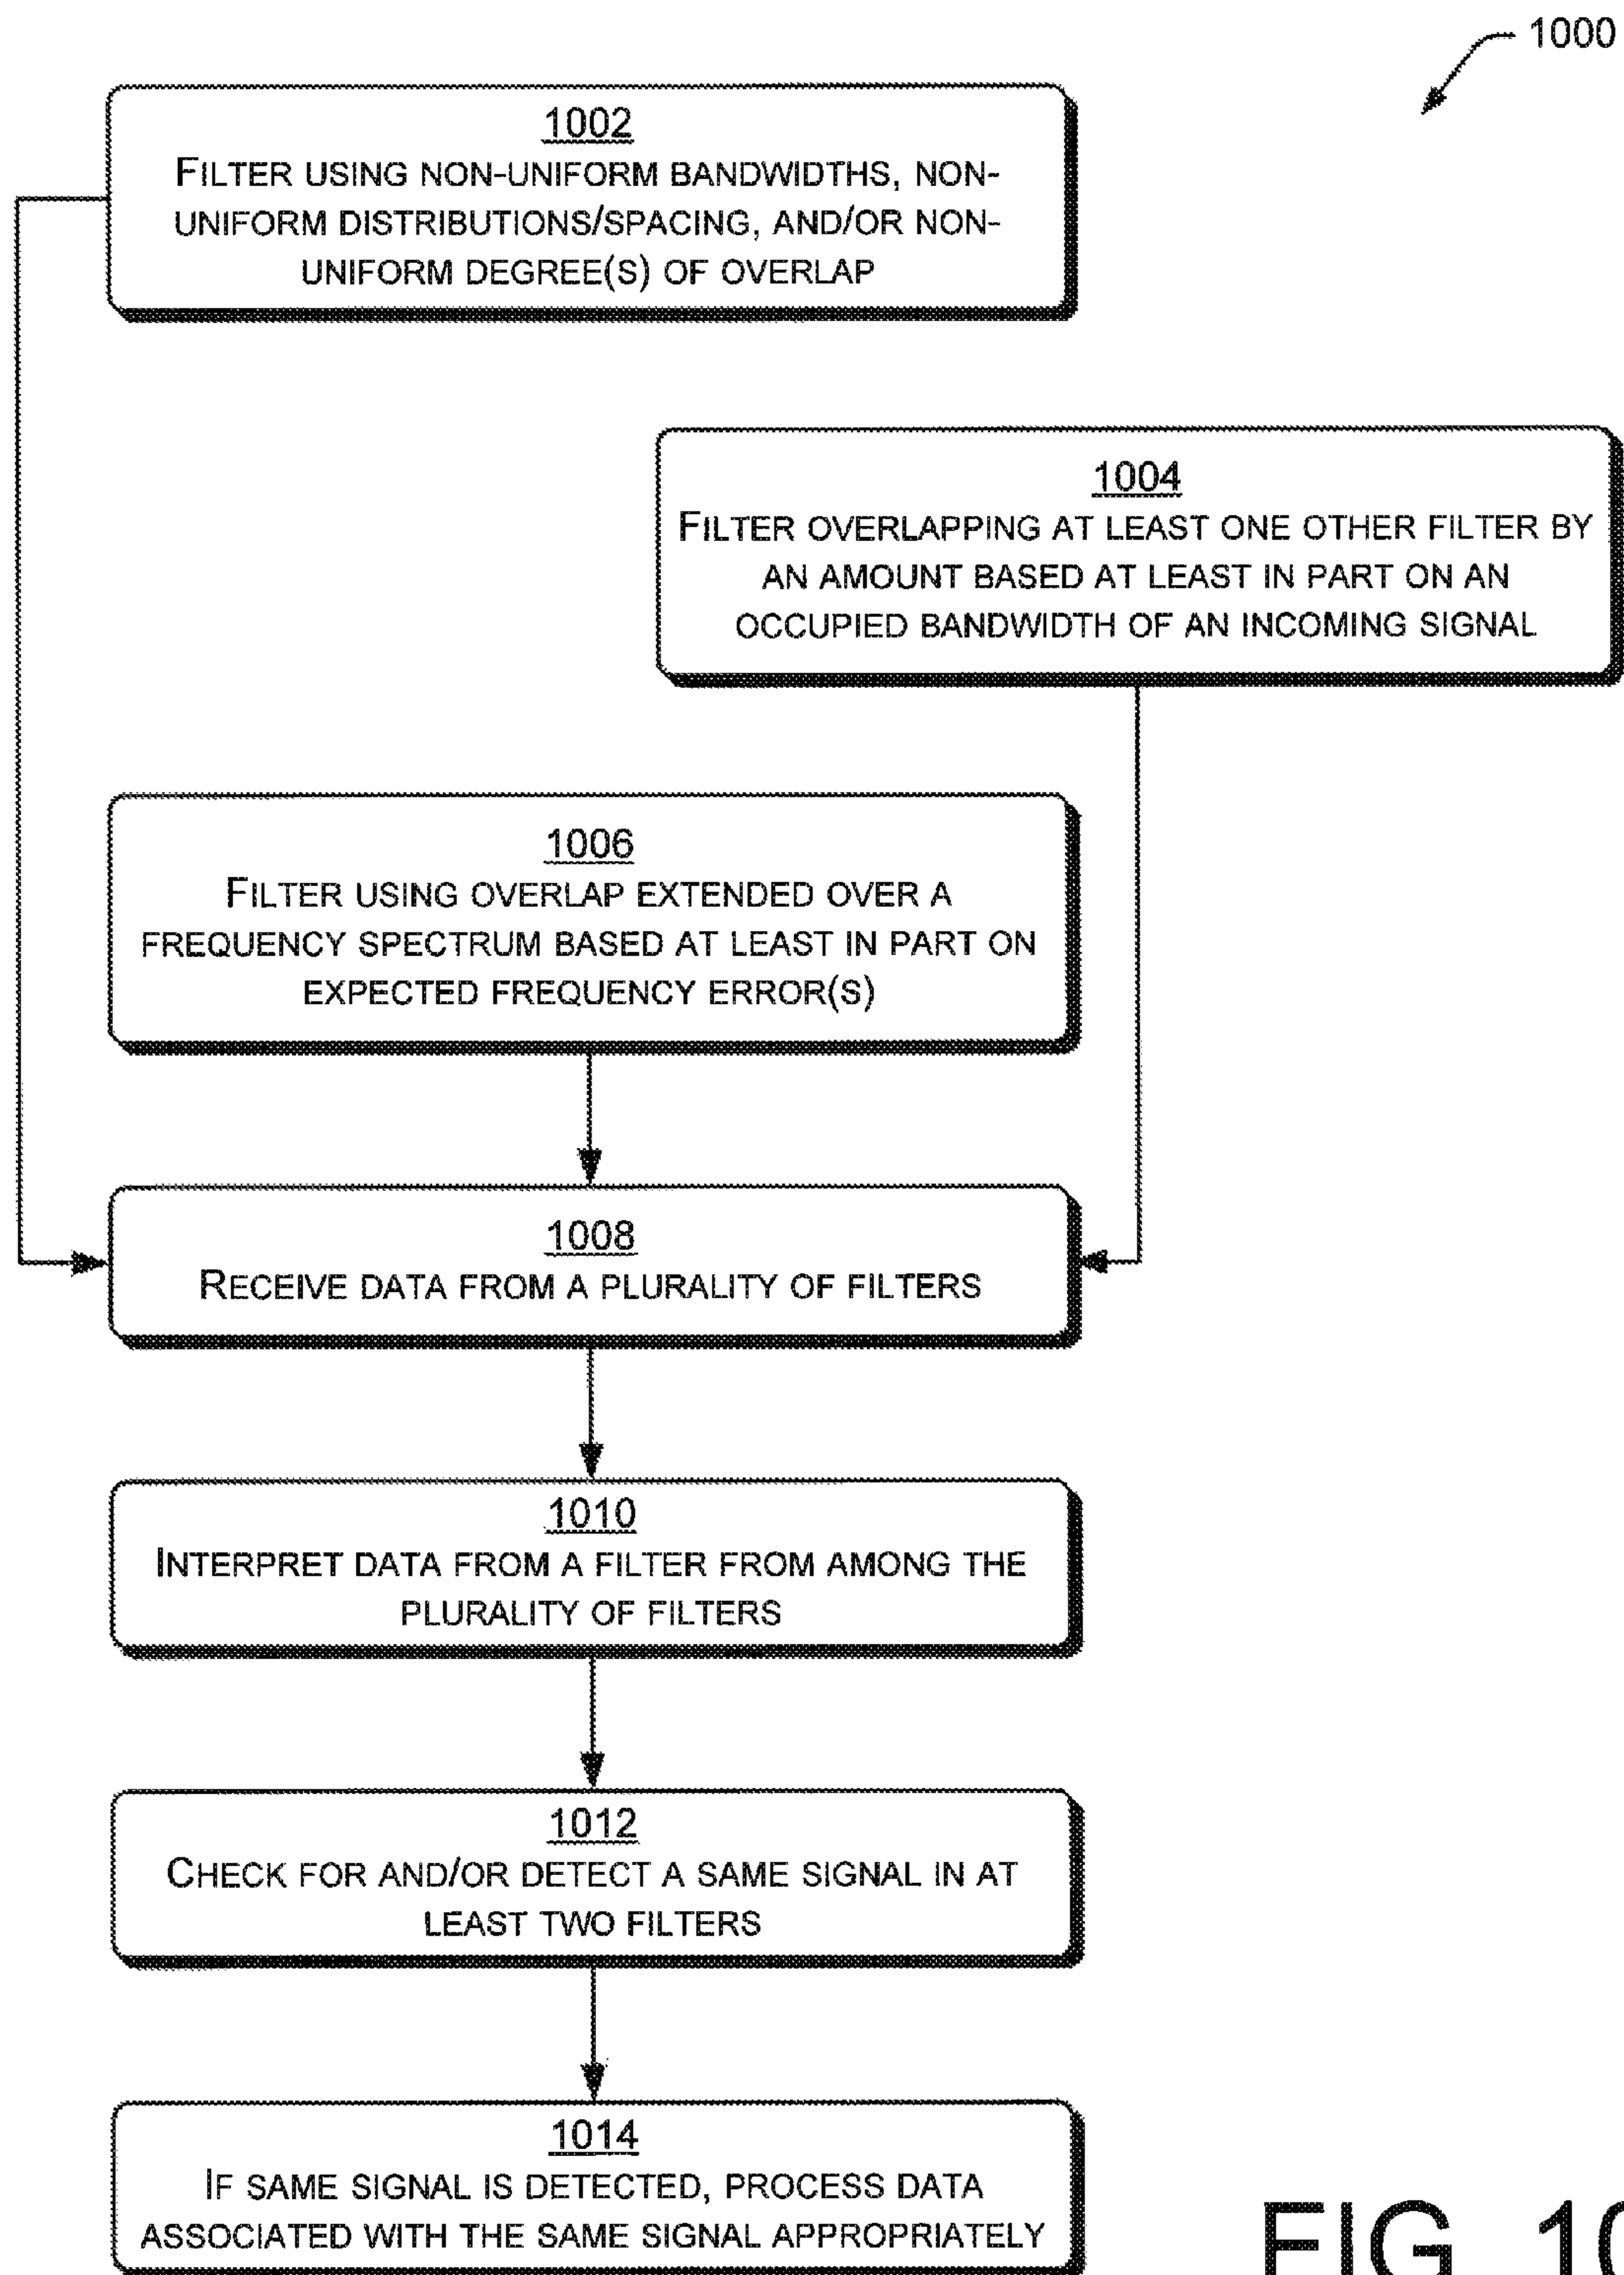 1000
1002
FILTER USING NON-UNIFORM BANDWIDTHS, NON-
UNIFORM DISTRIBUTIONS/SPACING, AND/OR NON-
UNIFORM DEGREE(S) OF OVERLAP
1004
FILTER OVERLAPPING AT LEAST ONE OTHER FILTER BY
AN AMOUNT BASED AT LEAST IN PART ON AN
OCCUPIED BANDWIDTH OF AN INCOMING SIGNAL
1006
FILTER USING OVERLAP EXTENDED OVER A
FREQUENCY SPECTRUM BASED AT LEAST IN PART ON
EXPECTED FREQUENCY ERROR(S)
1008
RECEIVE DATA FROM A PLURALITY OF FILTERS
1010
INTERPRET DATA FROM A FILTER FROM AMONG THE
PLURALITY OF FILTERS
1012
CHECK FOR AND/OR DETECT A SAME SIGNAL IN AT
LEAST TWO FILTERS
1014
IF SAME SIGNAL IS DETECTED, PROCESS DATA
ASSOCIATED WITH THE SAME SIGNAL APPROPRIATELY
FIG. 10